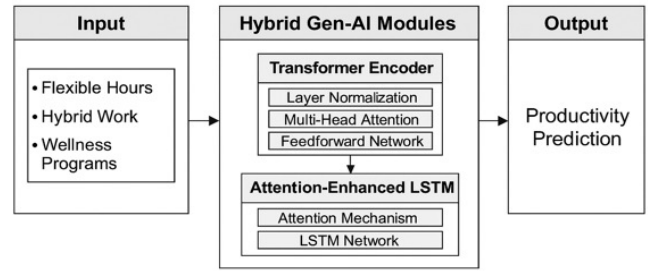 Input
• Flexible Hours
• Hybrid Work
• Wellness
Programs
Hybrid Gen-AI Modules
Transformer Encoder
Layer Normalization
Multi-Head Attention
Feedforward Network
Attention-Enhanced LSTM
Attention Mechanism
LSTM Network
Output
Productivity
Prediction